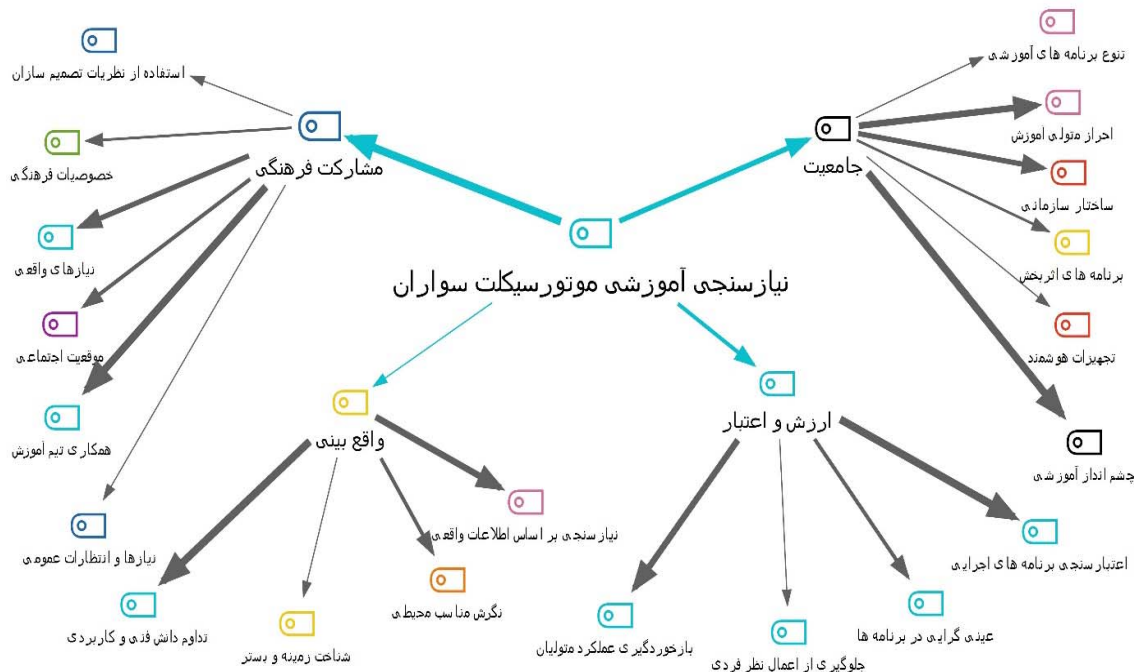 استفاده از نظریات تصمیم سازان
خصوصیات فرهنگی
نیازهای واقعی
موقعیت اجتماعی
همکاری تیم آموزش
نیازها و انتظارات عمومی
مشارکت فرهنگی
نیازسنجی آموزشی موتورسیکلت سواران
جامعیت
تنوع برنامه های آموزشی
احراز متولی آموزش
ساختار سازمانی
برنامه های اثربخش
تجهیزات هوشمند
چشم انداز آموزشی
واقع بینی
تداوم دانش فنی و کاربردی
شناخت زمینه و بستر
نگرش مناسب محیطی
نیاز سنجی بر اساس اطلاعات واقعی
ارزش و اعتبار
بازخوردگیری عملکرد متولیان
جلوگیری از اعمال نظر فردی
عینی گرایی در برنامه ها
اعتبارسنجی برنامه های اجرایی